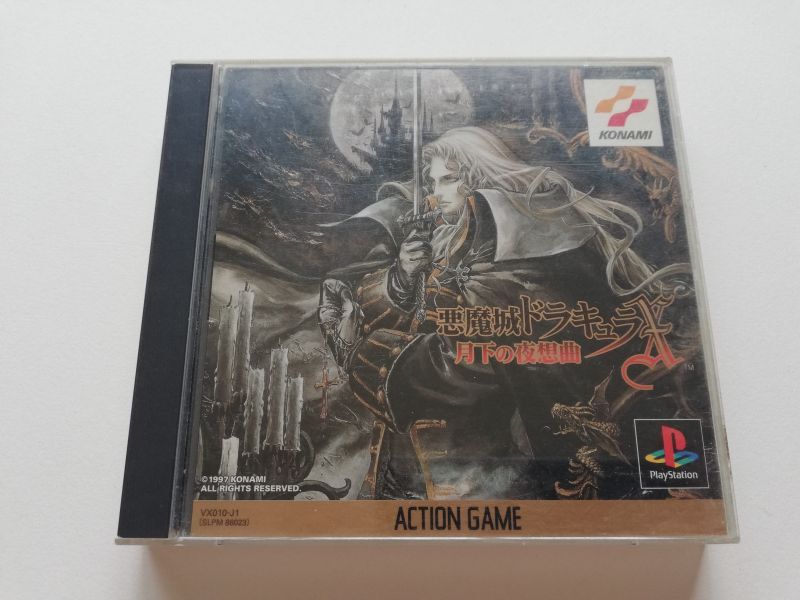 KONAMI
悪魔城ドラキュラX
TM
月下の夜想曲
PlayStation
©1997 KONAMI
ALL RIGHTS RESERVED.
VX010-J1
(SLPM 86023)
ACTION GAME